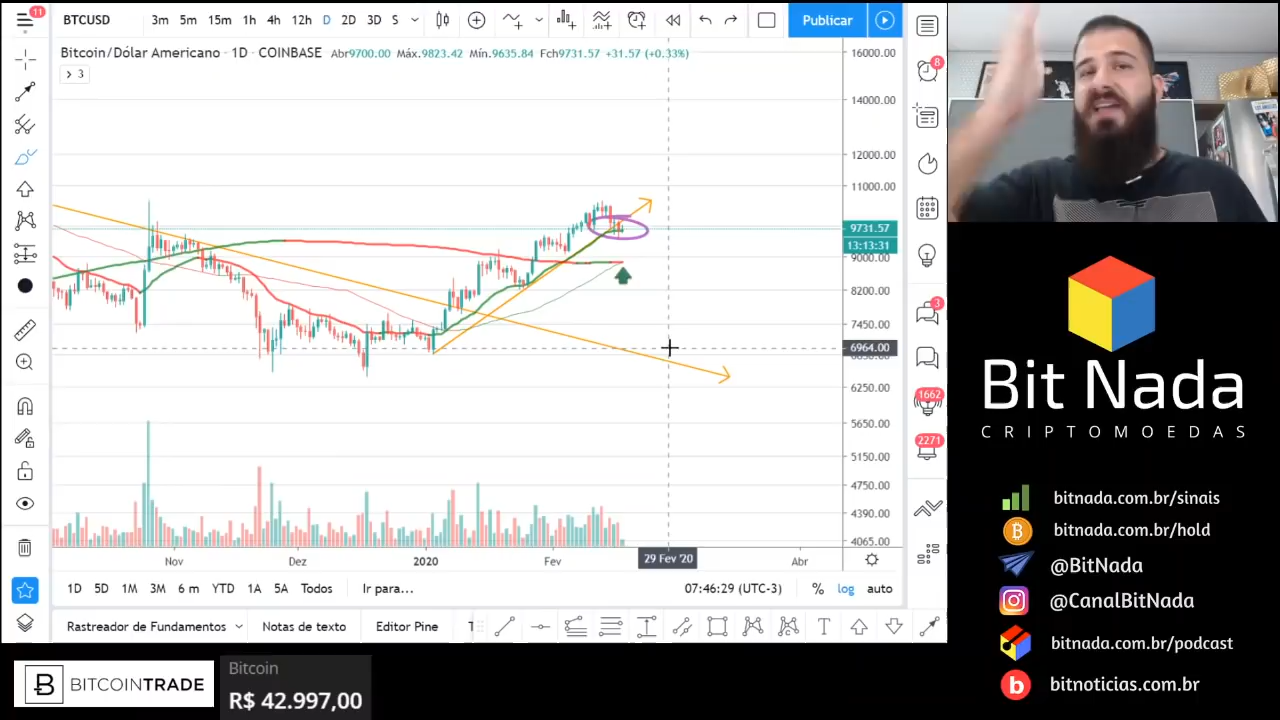 11
BTCUSD 3m 5m 15m 1h 4h 12h D 2D 3D S Publicar
Bitcoin/Dólar Americano · 1D · COINBASE Abr9700.00 Máx.9823.42 Mín.9635.84 Fch9731.57 +31.57 (+0.33%)
3
16000.00
14000.00
12000.00
11000.00
9731.57
13:13:31
9000.00
8200.00
7450.00
6964.00
6250.00
5650.00
5150.00
4750.00
4390.00
4065.00
Nov Dez 2020 Fev 29 Fev '20 Abr
1D 5D 1M 3M 6 m YTD 1A 5A Todos Ir para... 07:46:29 (UTC-3) % log auto
Rastreador de Fundamentos Notas de texto Editor Pine T
8
3
1662
2271
Bit Nada
CRIPTOMOEDAS
bitnada.com.br/sinais
bitnada.com.br/hold
@BitNada
@CanalBitNada
bitnada.com.br/podcast
bitnoticias.com.br
BITCOINTRADE
Bitcoin
R$ 42.997,00